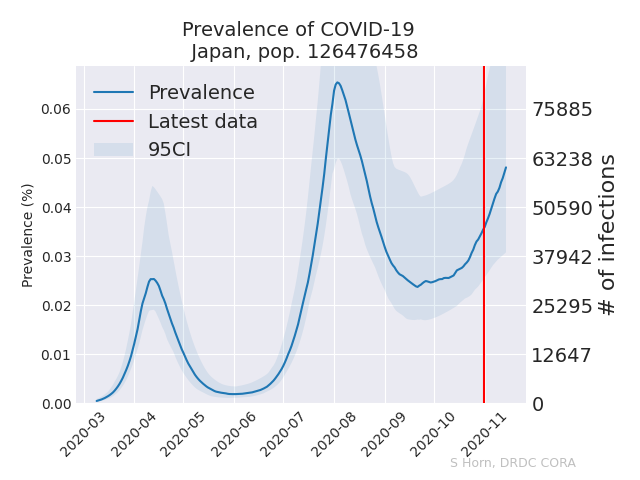 Prevalence of COVID-19
Japan, pop. 126476458
Prevalence
Latest data
95CI
Prevalence (%)
0.06
0.05
0.04
0.03
0.02
0.01
0.00
75885
63238
50590
37942
25295
12647
0
# of infections
2020-03
2020-04
2020-05
2020-06
2020-07
2020-08
2020-09
2020-10
2020-11
S Horn, DRDC CORA